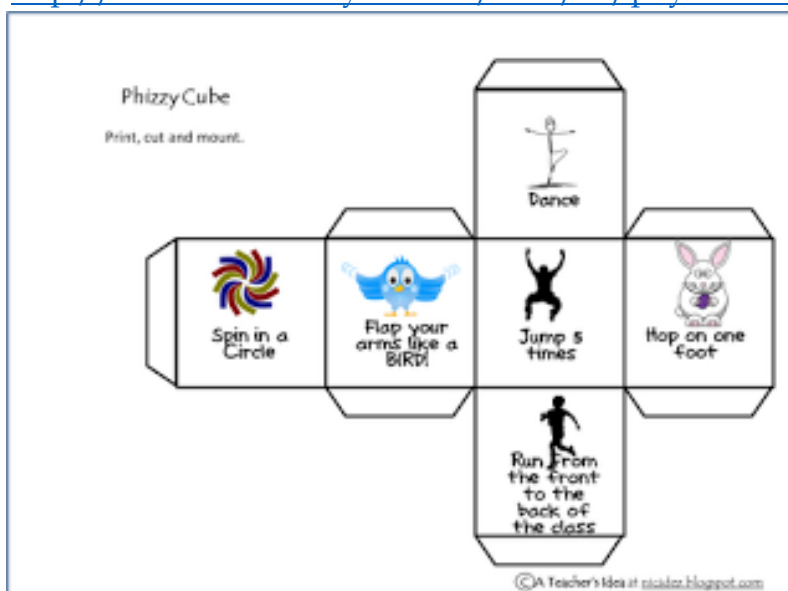 Phizzy Cube
Print, cut and mount.
Dance
Spin in a
Circle
Flap your
arms like a
BIRD!
Jump 5
times
Hop on one
foot
Run from
the front
to the
back of
the class
©A Teacher's Idea at